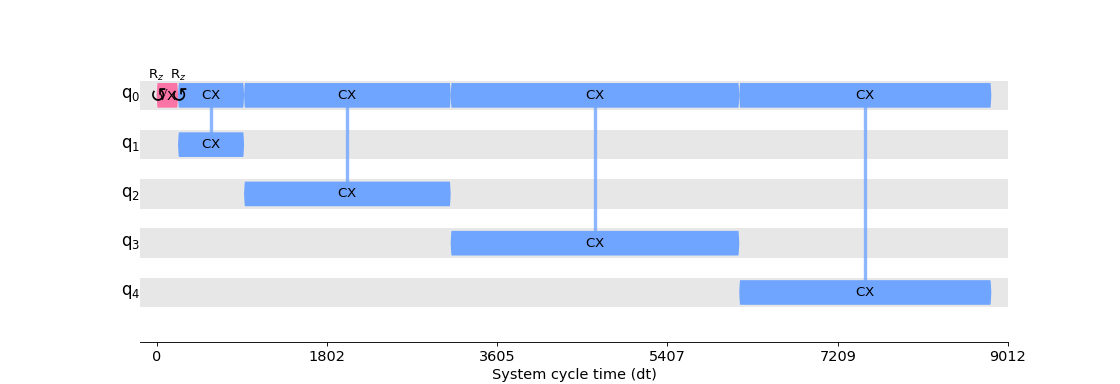 R_z R_z
q_0 √x CX CX CX CX
q_1 CX
q_2 CX
q_3 CX
q_4 CX
0 1802 3605 5407 7209 9012
System cycle time (dt)